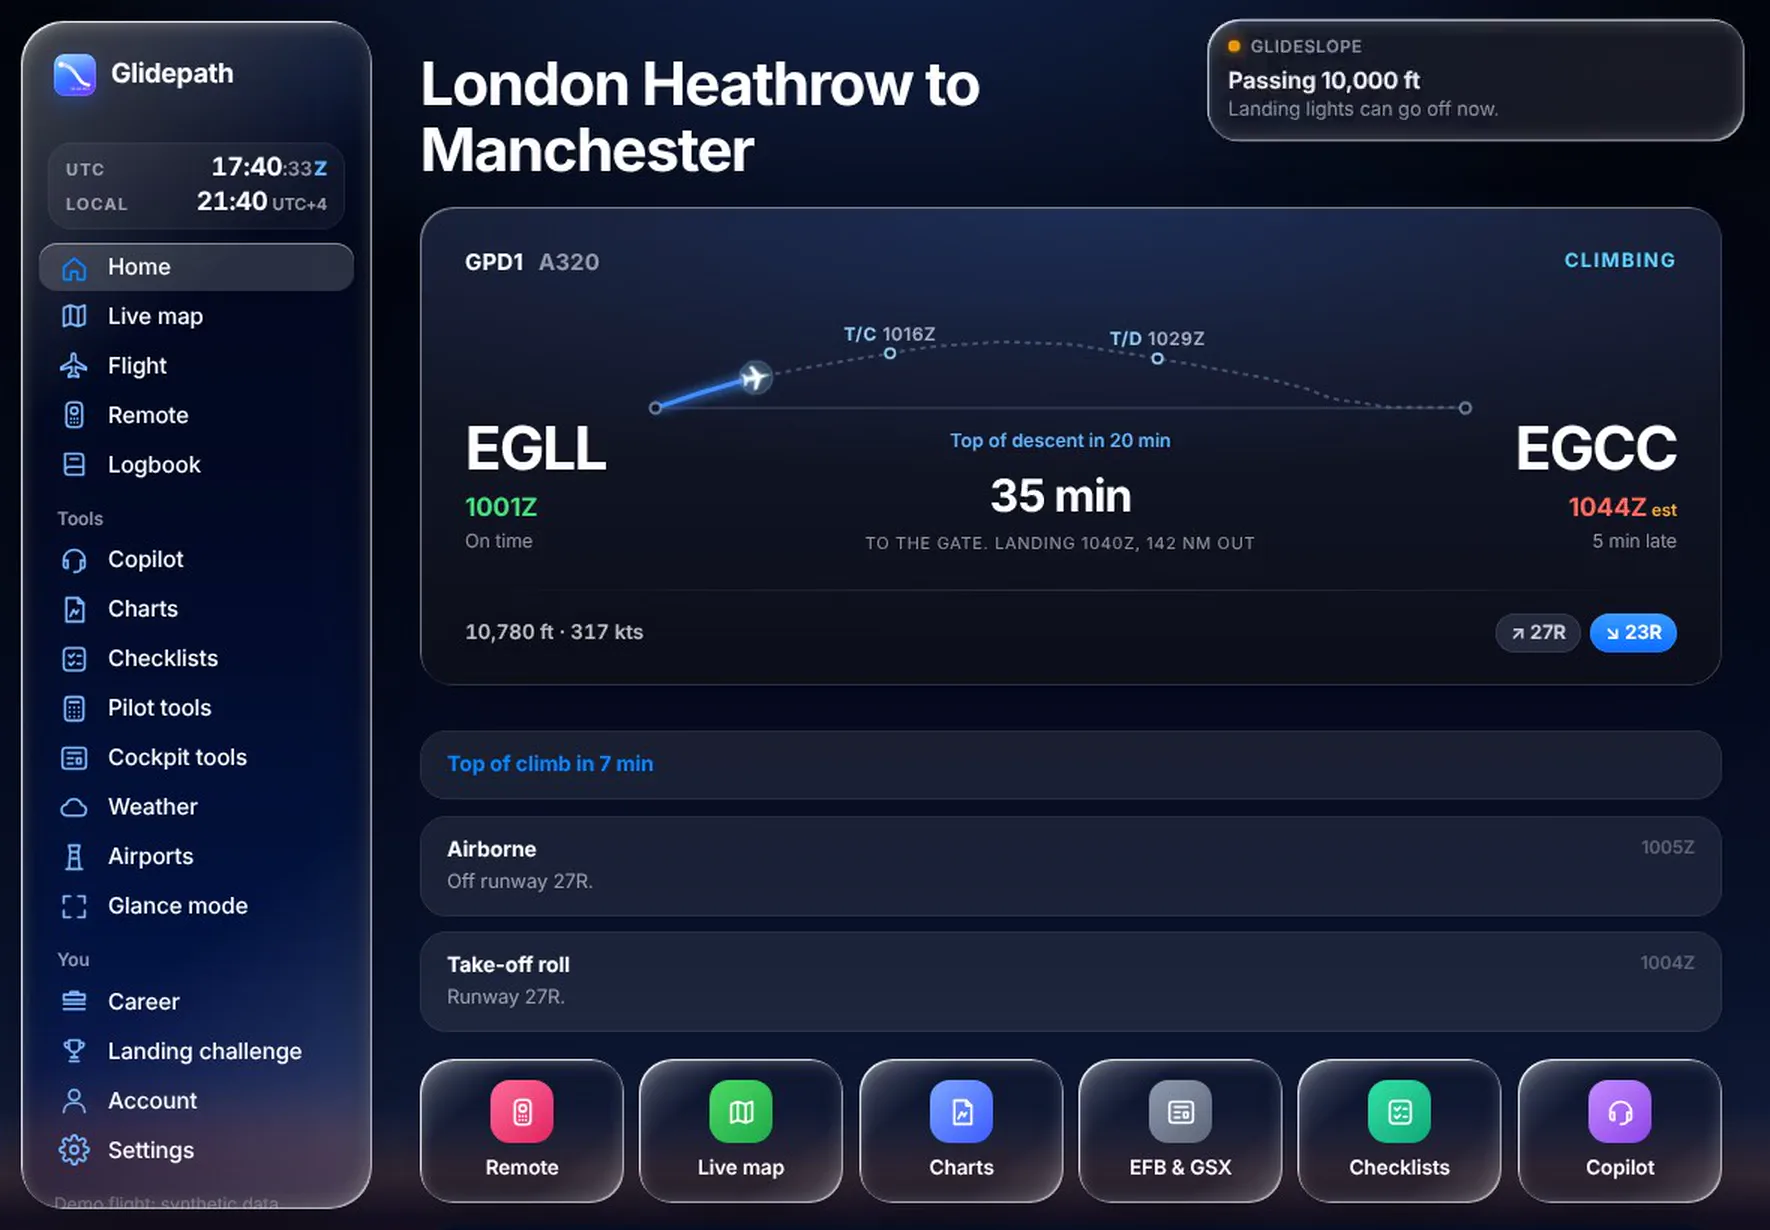 Glidepath
UTC 17:40:33Z
LOCAL 21:40 UTC+4
Home
Live map
Flight
Remote
Logbook
Tools
Copilot
Charts
Checklists
Pilot tools
Cockpit tools
Weather
Airports
Glance mode
You
Career
Landing challenge
Account
Settings
Demo flight: synthetic data
London Heathrow to
Manchester
GLIDESLOPE
Passing 10,000 ft
Landing lights can go off now.
GPD1 A320
CLIMBING
T/C 1016Z
T/D 1029Z
EGLL
1001Z
On time
Top of descent in 20 min
35 min
TO THE GATE. LANDING 1040Z, 142 NM OUT
EGCC
1044Z est
5 min late
10,780 ft · 317 kts
↗ 27R
↘ 23R
Top of climb in 7 min
Airborne
1005Z
Off runway 27R.
Take-off roll
1004Z
Runway 27R.
Remote
Live map
Charts
EFB & GSX
Checklists
Copilot